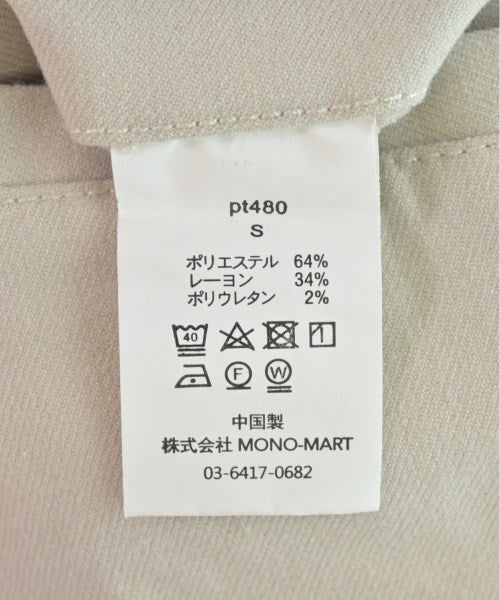 pt480
S
ポリエステル 64%
レーヨン 34%
ポリウレタン 2%
40
F W
中国製
株式会社 MONO-MART
03-6417-0682